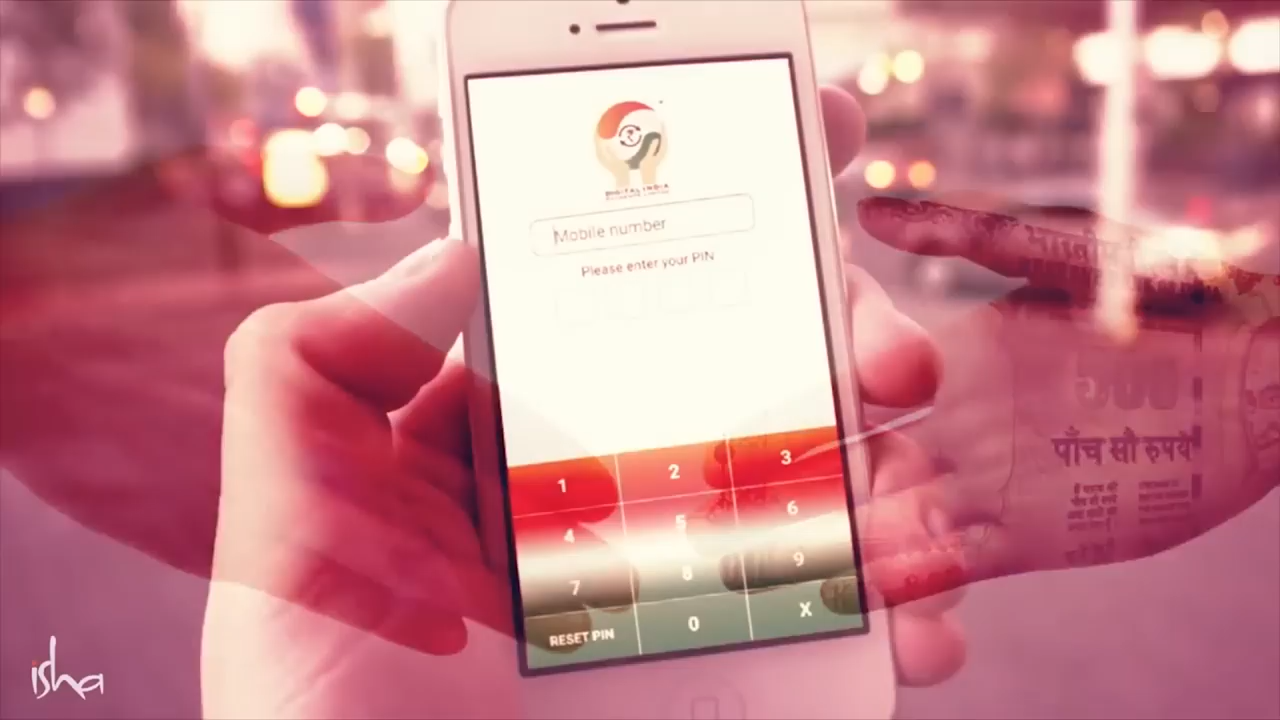 DIGITAL INDIA
Mobile number
Please enter your PIN
1 2 3
4 5 6
7 8 9
RESET PIN 0 X
500
पाँच सौ रुपये
isha